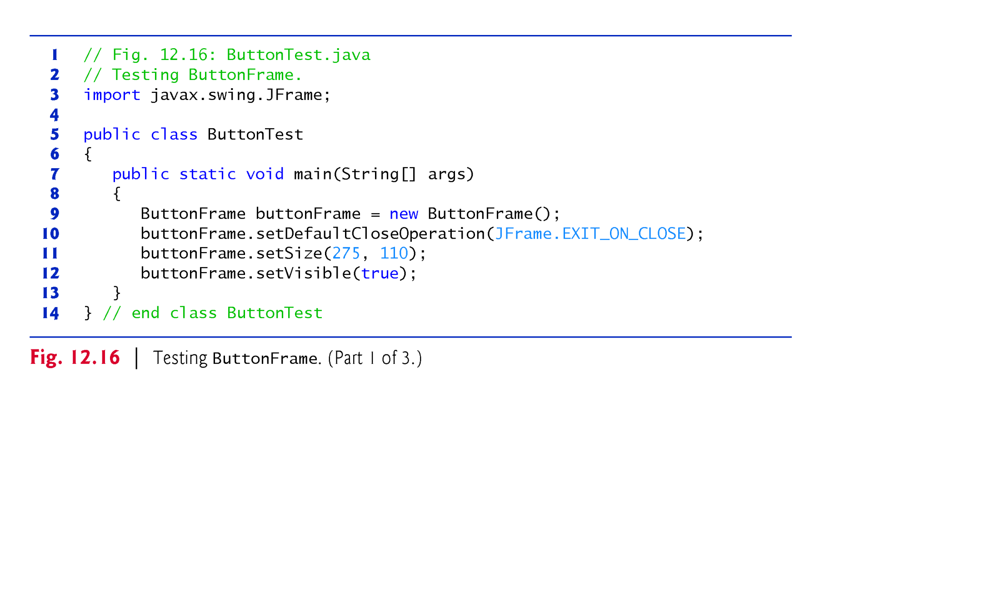 1 // Fig. 12.16: ButtonTest.java
2 // Testing ButtonFrame.
3 import javax.swing.JFrame;
4
5 public class ButtonTest
6 {
7    public static void main(String[] args)
8    {
9       ButtonFrame buttonFrame = new ButtonFrame();
10       buttonFrame.setDefaultCloseOperation(JFrame.EXIT_ON_CLOSE);
11       buttonFrame.setSize(275, 110);
12       buttonFrame.setVisible(true);
13    }
14 } // end class ButtonTest
Fig. 12.16 | Testing ButtonFrame. (Part 1 of 3.)